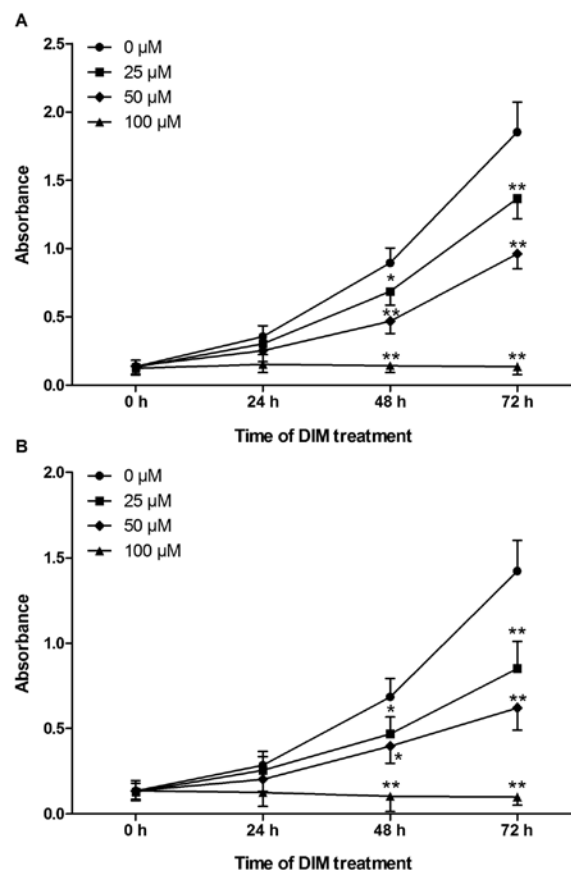 A
0 µM
25 µM
50 µM
100 µM
2.5
2.0
1.5
1.0
0.5
0.0
Absorbance
**
*
**
**
**
**
0 h
24 h
48 h
72 h
Time of DIM treatment
B
0 µM
25 µM
50 µM
100 µM
2.0
1.5
1.0
0.5
0.0
Absorbance
**
*
**
*
**
**
0 h
24 h
48 h
72 h
Time of DIM treatment